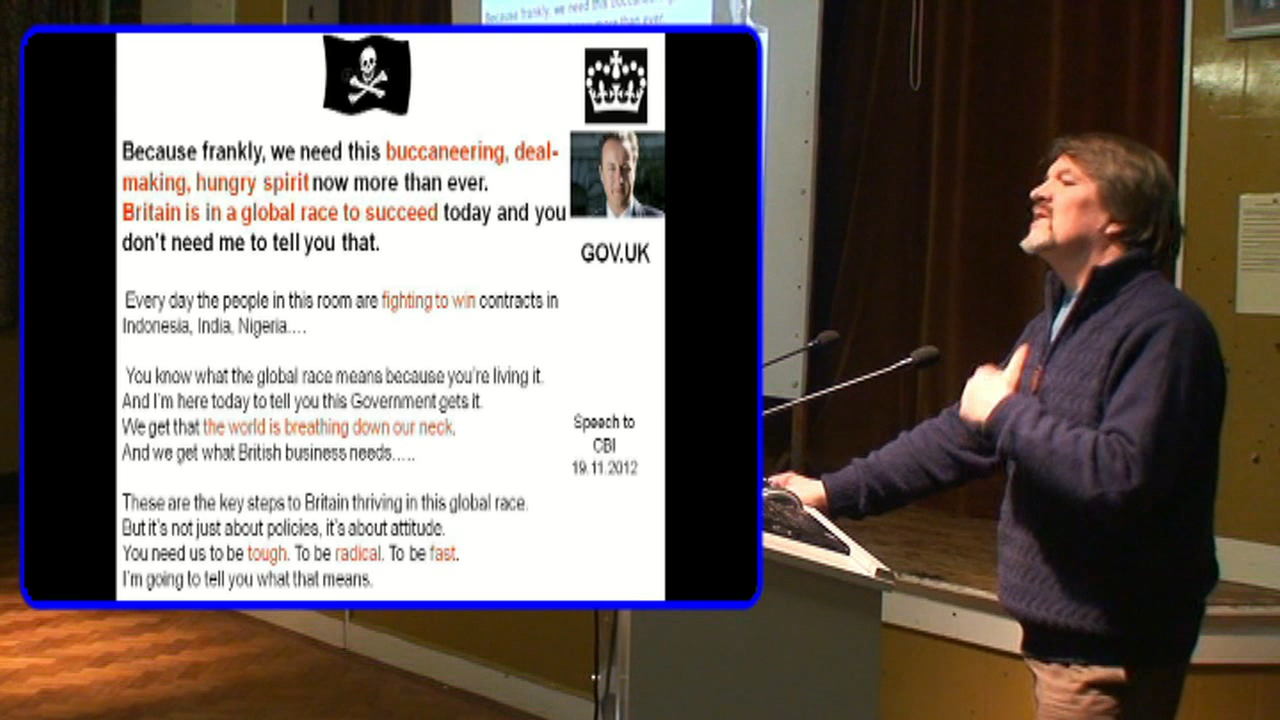 Because frankly, we need this buccaneering
Because frankly, we need this buccaneering, deal-
making, hungry spirit now more than ever.
Britain is in a global race to succeed today and you
don't need me to tell you that.
GOV.UK
Every day the people in this room are fighting to win contracts in
Indonesia, India, Nigeria....
You know what the global race means because you're living it.
And I'm here today to tell you this Government gets it.
We get that the world is breathing down our neck.
And we get what British business needs.....
Speech to
CBI
19.11.2012
These are the key steps to Britain thriving in this global race.
But it's not just about policies, it's about attitude.
You need us to be tough. To be radical. To be fast.
I'm going to tell you what that means.